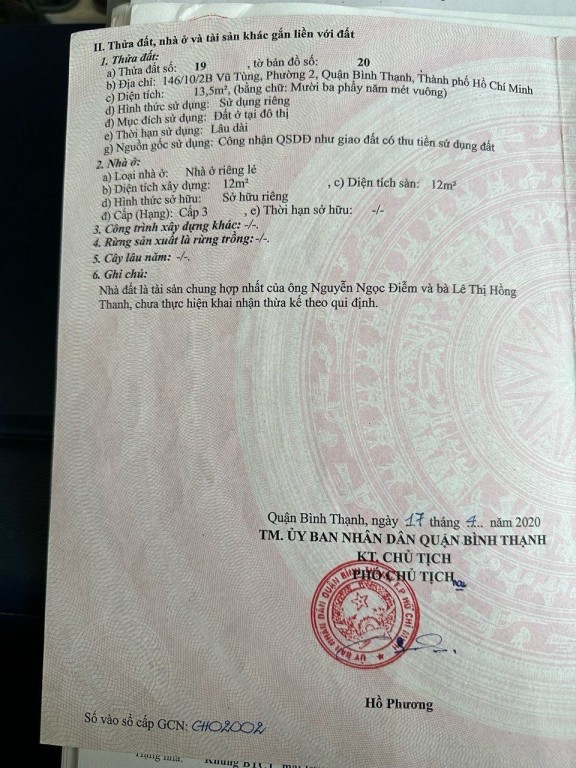 II. Thửa đất, nhà ở và tài sản khác gắn liền với đất
1. Thửa đất:
a) Thửa đất số: 19 , tờ bản đồ số: 20
b) Địa chỉ: 146/10/2B Vũ Tùng, Phường 2, Quận Bình Thạnh, Thành phố Hồ Chí Minh
c) Diện tích: 13,5m², (bằng chữ: Mười ba phẩy năm mét vuông)
d) Hình thức sử dụng: Sử dụng riêng
đ) Mục đích sử dụng: Đất ở tại đô thị
e) Thời hạn sử dụng: Lâu dài
g) Nguồn gốc sử dụng: Công nhận QSDĐ như giao đất có thu tiền sử dụng đất
2. Nhà ở:
a) Loại nhà ở: Nhà ở riêng lẻ
b) Diện tích xây dựng: 12m² , c) Diện tích sàn: 12m²
d) Hình thức sở hữu: Sở hữu riêng
đ) Cấp (Hạng): Cấp 3 , e) Thời hạn sở hữu: -/-
3. Công trình xây dựng khác: -/-.
4. Rừng sản xuất là rừng trồng: -/-.
5. Cây lâu năm: -/-.
6. Ghi chú:
Nhà đất là tài sản chung hợp nhất của ông Nguyễn Ngọc Điểm và bà Lê Thị Hồng
Thanh, chưa thực hiện khai nhận thừa kế theo qui định.
Quận Bình Thạnh, ngày 17 tháng 4.. năm 2020
TM. ỦY BAN NHÂN DÂN QUẬN BÌNH THẠNH
KT. CHỦ TỊCH
PHÓ CHỦ TỊCH
Hồ Phương
Số vào sổ cấp GCN: CH02002